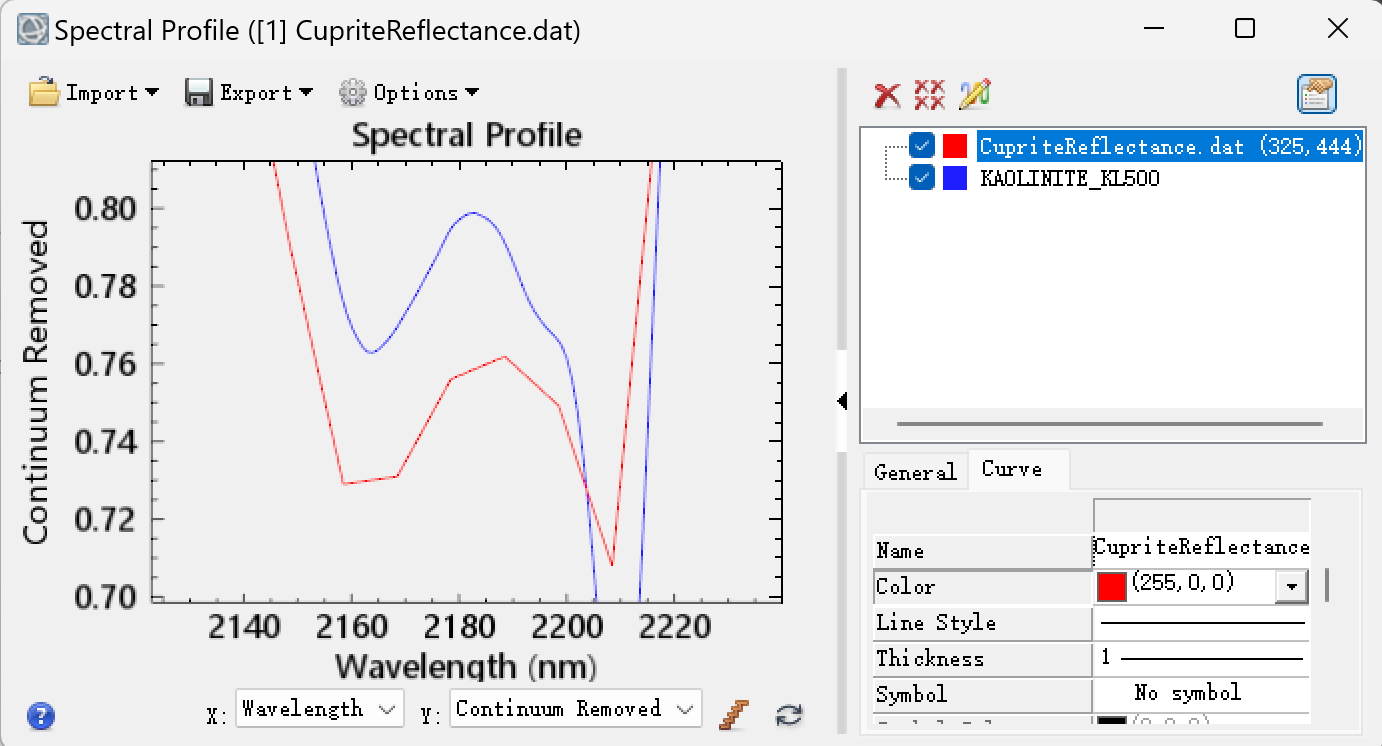 Spectral Profile ([1] CupriteReflectance.dat)
Import Export Options
Spectral Profile
Continuum Removed
0.80
0.78
0.76
0.74
0.72
0.70
2140 2160 2180 2200 2220
Wavelength (nm)
? X: Wavelength Y: Continuum Removed
CupriteReflectance.dat (325,444)
KAOLINITE_KL500
General Curve
Name CupriteReflectance
Color (255,0,0)
Line Style
Thickness 1
Symbol No symbol